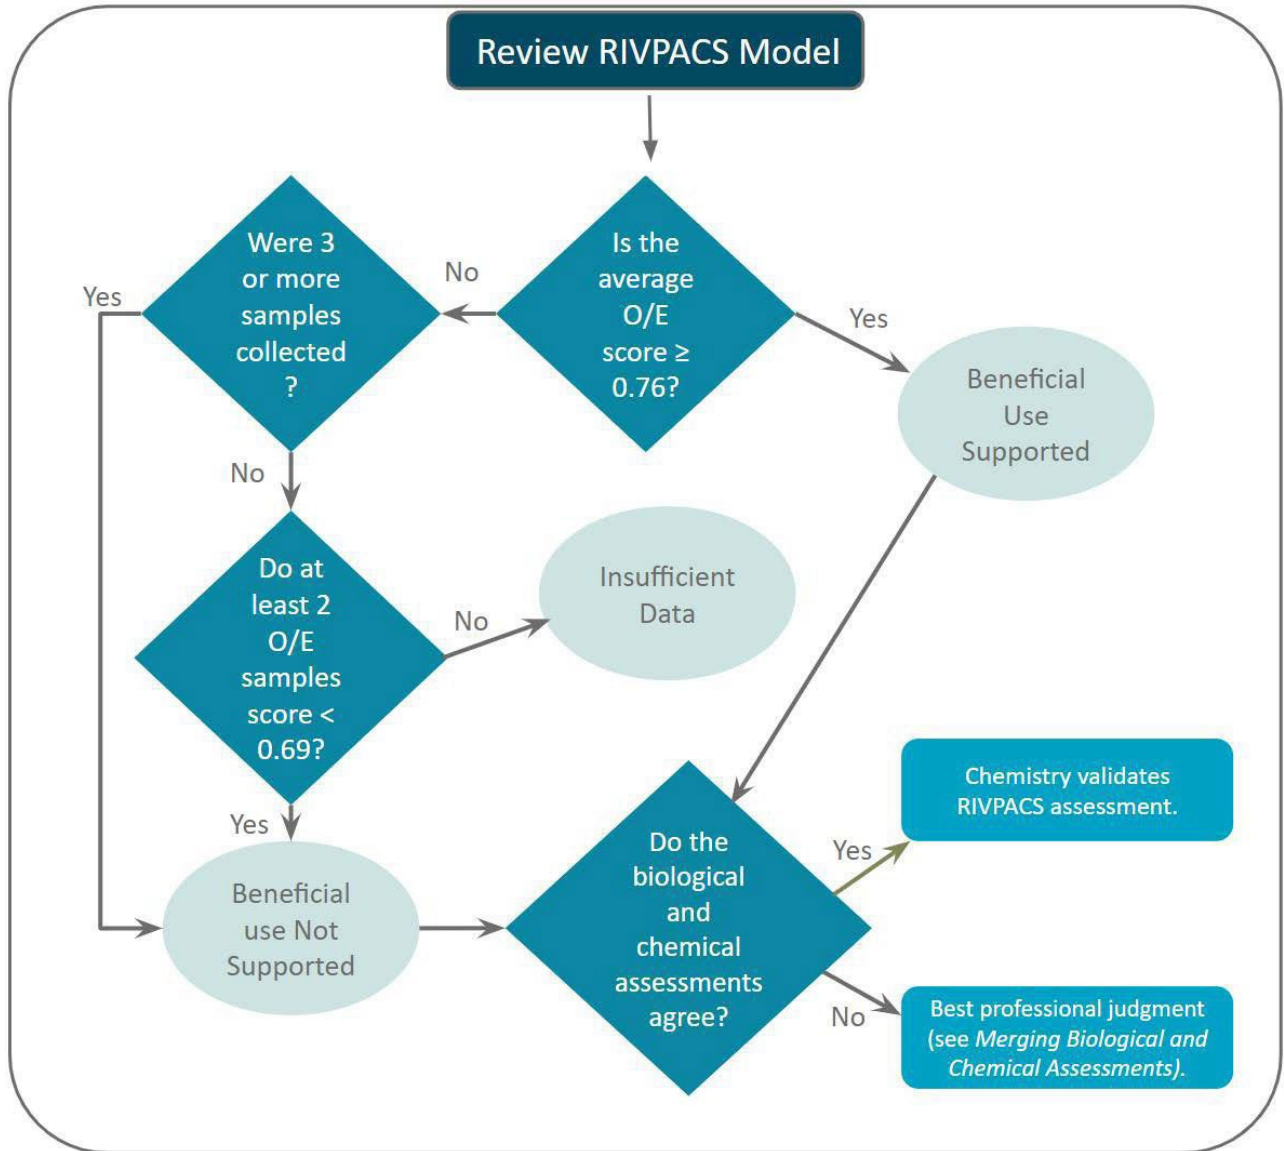 Review RIVPACS Model
Is the
average
O/E
score ≥
0.76?
No
Yes
Were 3
or more
samples
collected
?
Yes
No
Beneficial
Use
Supported
Do at
least 2
O/E
samples
score <
0.69?
No
Insufficient
Data
Yes
Beneficial
use Not
Supported
Do the
biological
and
chemical
assessments
agree?
Yes
Chemistry validates
RIVPACS assessment.
No
Best professional judgment
(see Merging Biological and
Chemical Assessments).